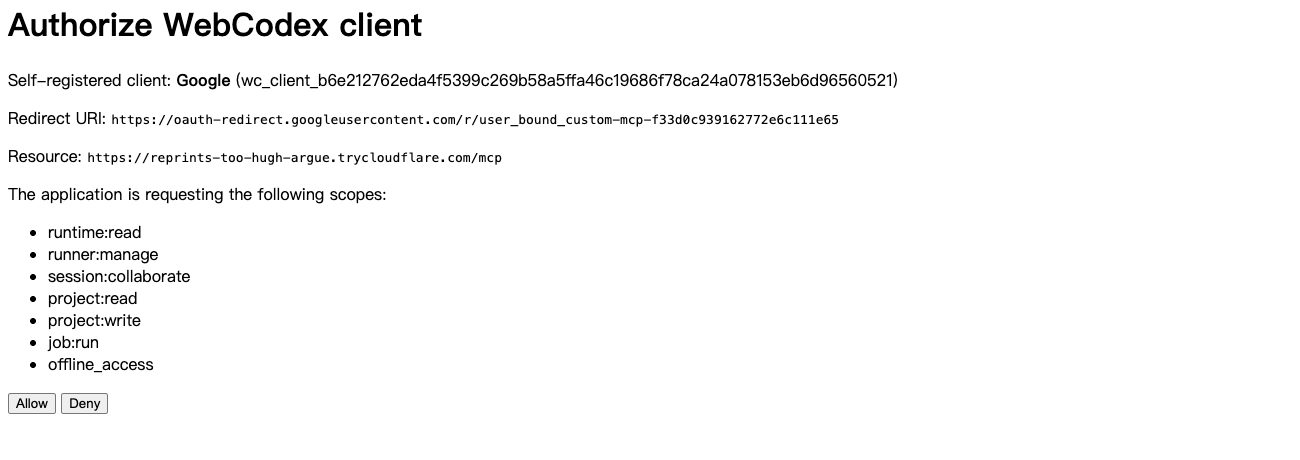 Authorize WebCodex client
Self-registered client: Google (wc_client_b6e212762eda4f5399c269b58a5ffa46c19686f78ca24a078153eb6d96560521)
Redirect URI: https://oauth-redirect.googleusercontent.com/r/user_bound_custom-mcp-f33d0c939162772e6c111e65
Resource: https://reprints-too-hugh-argue.trycloudflare.com/mcp
The application is requesting the following scopes:
• runtime:read
• runner:manage
• session:collaborate
• project:read
• project:write
• job:run
• offline_access
Allow Deny